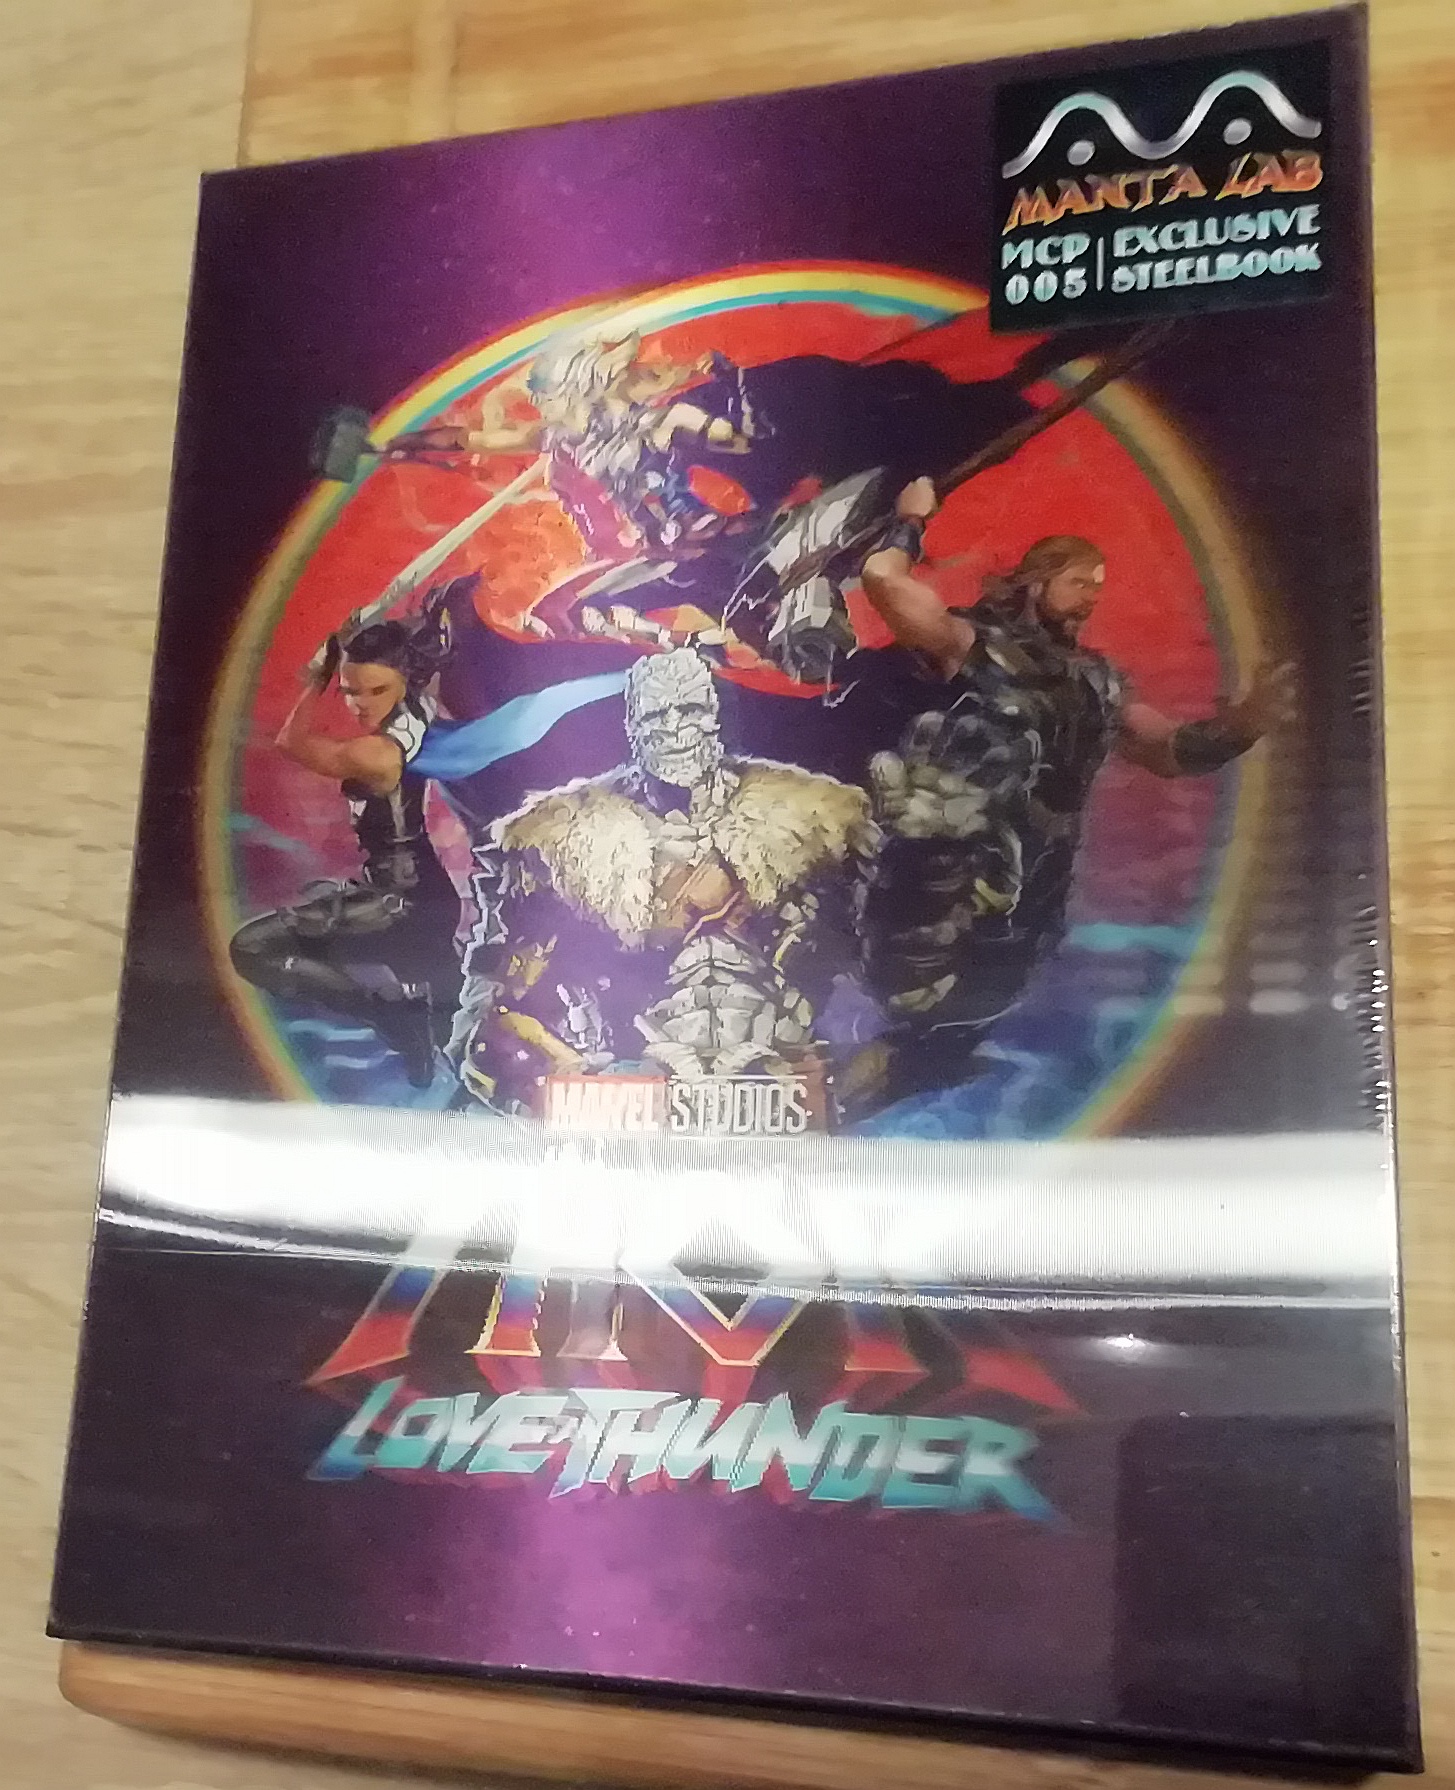 MANTA LAB
MCP
005
EXCLUSIVE
STEELBOOK
MARVEL STUDIOS
LOVE & THUNDER